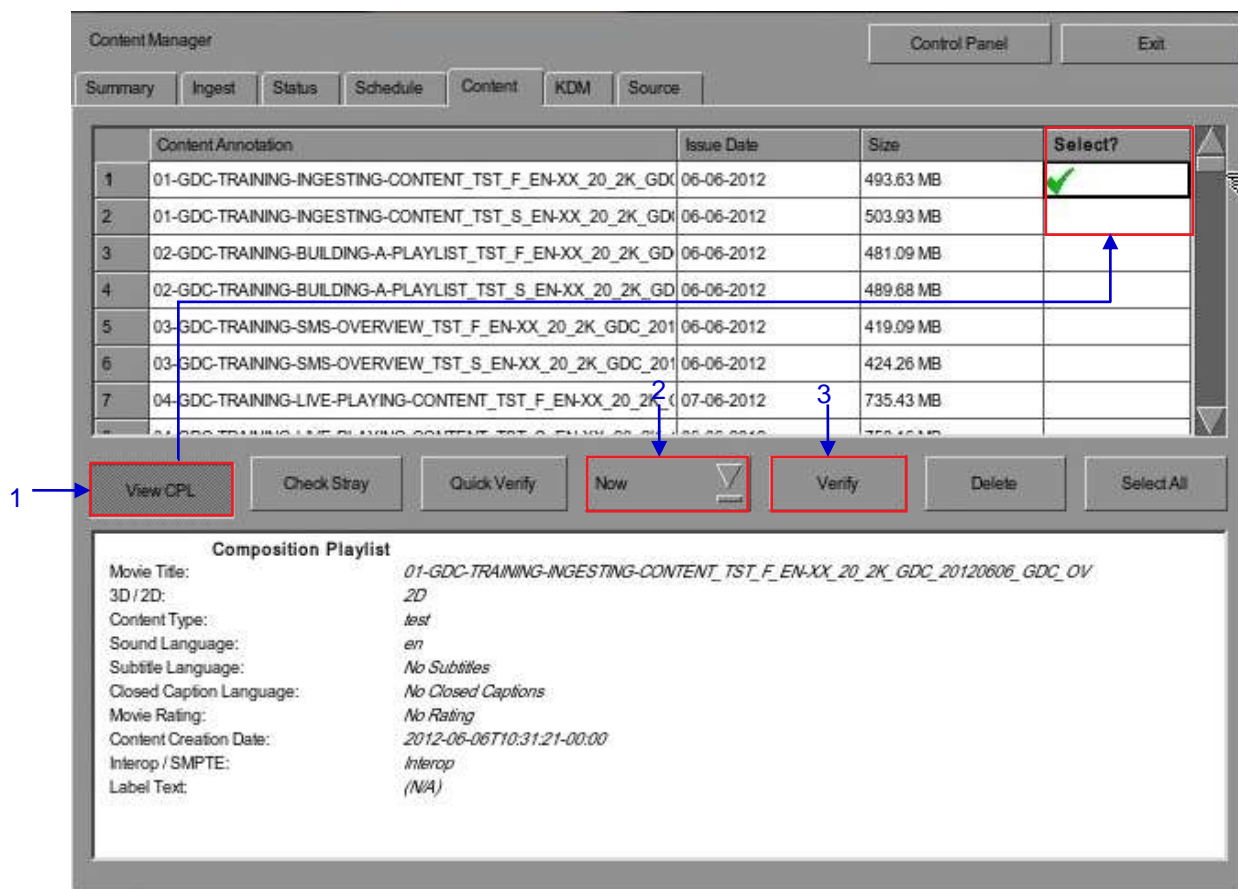 Content Manager
Control Panel
Exit
Summary Ingest Status Schedule Content KDM Source
Content Annotation Issue Date Size Select?
1 01-GDC-TRAINING-INGESTING-CONTENT_TST_F_EN-XX_20_2K_GDC 06-06-2012 493.63 MB
2 01-GDC-TRAINING-INGESTING-CONTENT_TST_S_EN-XX_20_2K_GD 06-06-2012 503.93 MB
3 02-GDC-TRAINING-BUILDING-A-PLAYLIST_TST_F_EN-XX_20_2K_GD 06-06-2012 481.09 MB
4 02-GDC-TRAINING-BUILDING-A-PLAYLIST_TST_S_EN-XX_20_2K_GD 06-06-2012 489.68 MB
5 03-GDC-TRAINING-SMS-OVERVIEW_TST_F_EN-XX_20_2K_GDC_201 06-06-2012 419.09 MB
6 03-GDC-TRAINING-SMS-OVERVIEW_TST_S_EN-XX_20_2K_GDC_201 06-06-2012 424.26 MB
7 04-GDC-TRAINING-LIVE-PLAYING-CONTENT_TST_F_EN-XX_20_2K_ 07-06-2012 735.43 MB
2
3
1
View CPL Check Stray Quick Verify Now Verify Delete Select All
Composition Playlist
Movie Title: 01-GDC-TRAINING-INGESTING-CONTENT_TST_F_EN-XX_20_2K_GDC_20120606_GDC_OV
3D / 2D: 2D
Content Type: test
Sound Language: en
Subtitle Language: No Subtitles
Closed Caption Language: No Closed Captions
Movie Rating: No Rating
Content Creation Date: 2012-06-06T10:31:21-00:00
Interop / SMPTE: Interop
Label Text: (N/A)